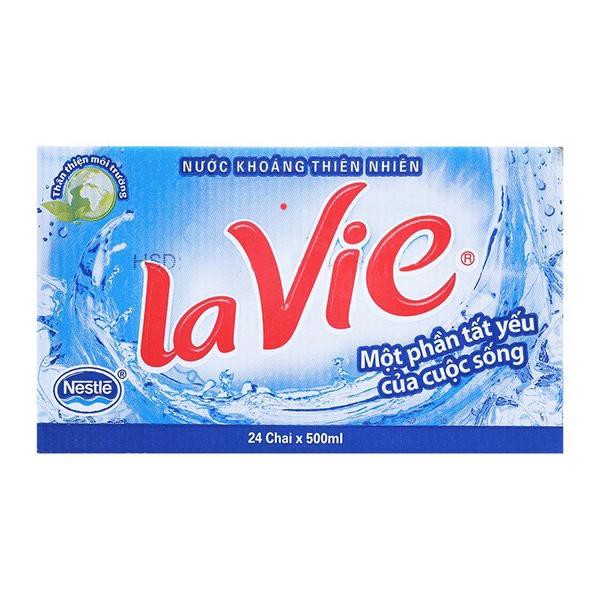 Thân thiện môi trường
NƯỚC KHOÁNG THIÊN NHIÊN
HSD:
la Vie ®
Một phần tất yếu
của cuộc sống
Nestlé ®
24 Chai x 500ml